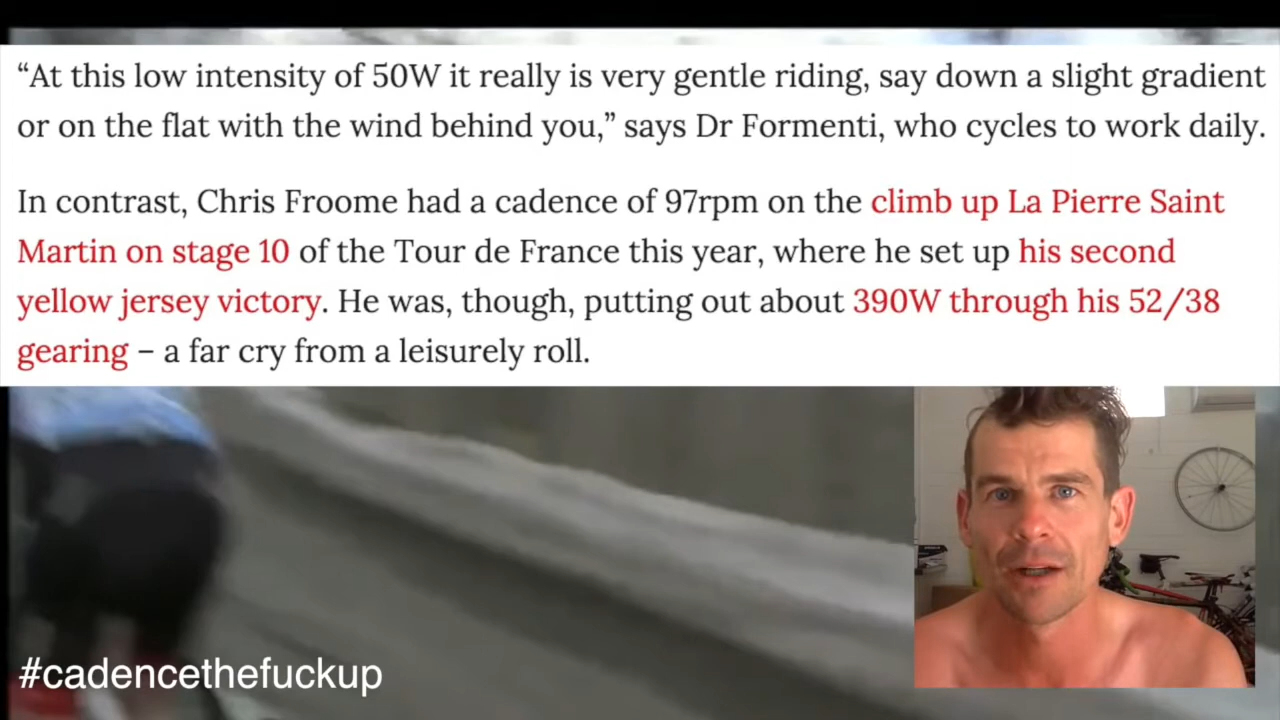 “At this low intensity of 50W it really is very gentle riding, say down a slight gradient
or on the flat with the wind behind you,” says Dr Formenti, who cycles to work daily.
In contrast, Chris Froome had a cadence of 97rpm on the climb up La Pierre Saint
Martin on stage 10 of the Tour de France this year, where he set up his second
yellow jersey victory. He was, though, putting out about 390W through his 52/38
gearing – a far cry from a leisurely roll.
#cadencethefuckup